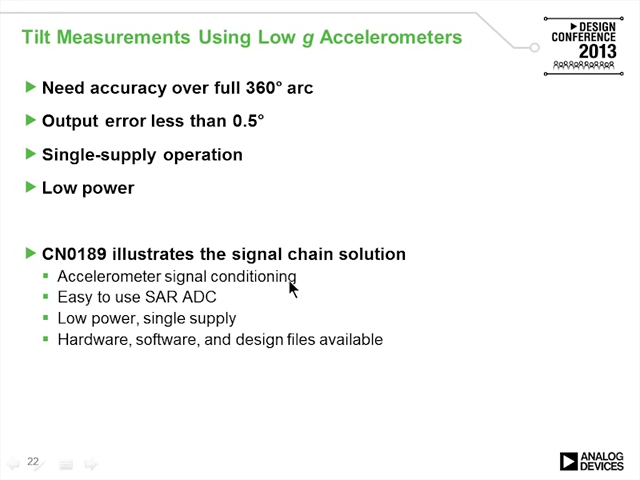 Tilt Measurements Using Low g Accelerometers
DESIGN
CONFERENCE
2013
Need accuracy over full 360° arc
Output error less than 0.5°
Single-supply operation
Low power
CN0189 illustrates the signal chain solution
Accelerometer signal conditioning
Easy to use SAR ADC
Low power, single supply
Hardware, software, and design files available
22
ANALOG
DEVICES